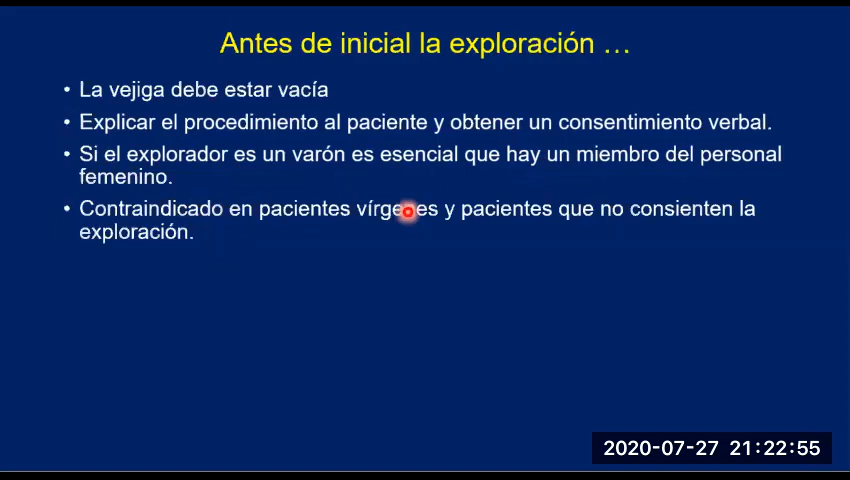 Antes de inicial la exploración ...
• La vejiga debe estar vacía
• Explicar el procedimiento al paciente y obtener un consentimiento verbal.
• Si el explorador es un varón es esencial que hay un miembro del personal
femenino.
• Contraindicado en pacientes vírgenes y pacientes que no consienten la
exploración.
2020-07-27 21:22:55